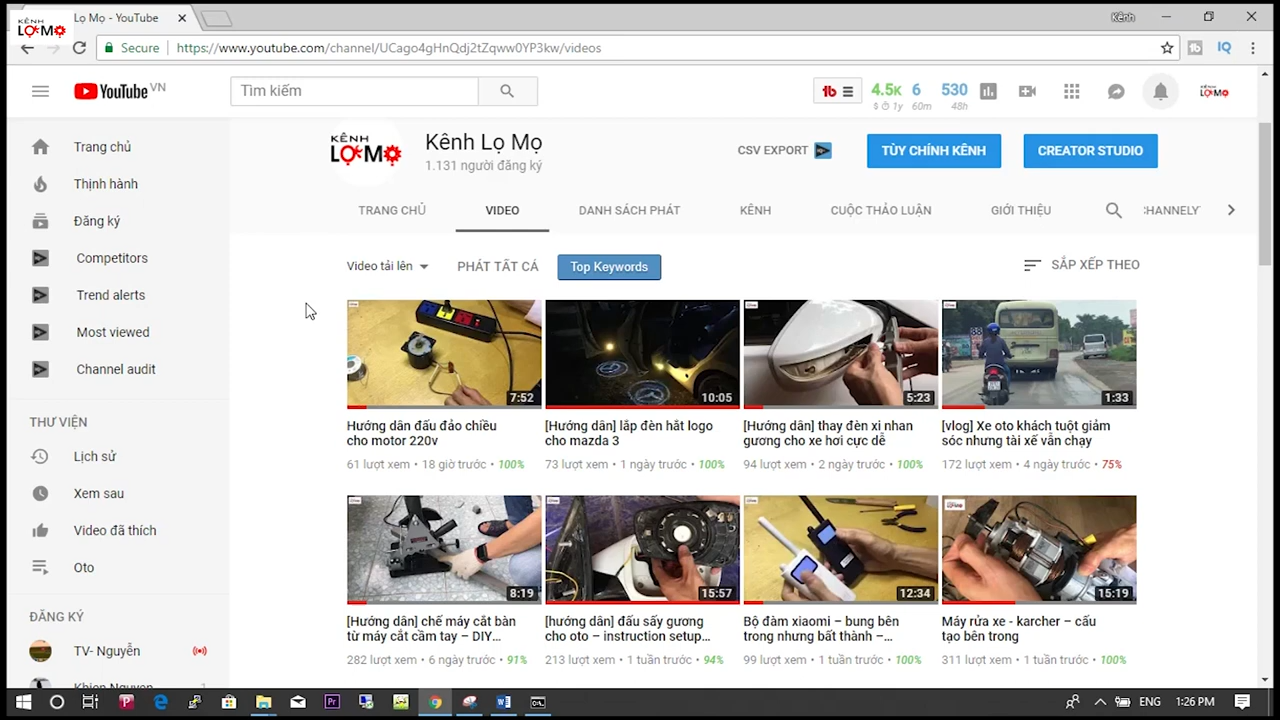 Lọ Mọ - YouTube
Kênh
KÊNH
LỌ MỌ
Secure
https://www.youtube.com/channel/UCago4gHnQdj2tZqww0YP3kw/videos
IQ
YouTube VN
Tìm kiếm
4.5K 6 530
1y 60m 48h
Trang chủ
Thịnh hành
Đăng ký
Competitors
Trend alerts
Most viewed
Channel audit
THƯ VIỆN
Lịch sử
Xem sau
Video đã thích
Oto
ĐĂNG KÝ
TV- Nguyễn
Khien Nguyen
KÊNH
LỌ MỌ
Kênh Lọ Mọ
1.131 người đăng ký
CSV EXPORT
TÙY CHỈNH KÊNH
CREATOR STUDIO
TRANG CHỦ
VIDEO
DANH SÁCH PHÁT
KÊNH
CUỘC THẢO LUẬN
GIỚI THIỆU
CHANNELY
Video tải lên
PHÁT TẤT CẢ
Top Keywords
SẮP XẾP THEO
7:52
10:05
5:23
1:33
Hướng dẫn đấu đảo chiều
cho motor 220v
61 lượt xem • 18 giờ trước • 100%
[Hướng dẫn] lắp đèn hắt logo
cho mazda 3
73 lượt xem • 1 ngày trước • 100%
[Hướng dẫn] thay đèn xi nhan
gương cho xe hơi cực dễ
94 lượt xem • 2 ngày trước • 100%
[vlog] Xe oto khách tuột giảm
sóc nhưng tài xế vẫn chạy
172 lượt xem • 4 ngày trước • 75%
8:19
15:57
12:34
15:19
[Hướng dẫn] chế máy cắt bàn
từ máy cắt cầm tay – DIY...
282 lượt xem • 6 ngày trước • 91%
[hướng dẫn] đấu sấy gương
cho oto – instruction setup...
213 lượt xem • 1 tuần trước • 94%
Bộ đàm xiaomi – bung bên
trong nhưng bất thành –...
99 lượt xem • 1 tuần trước • 100%
Máy rửa xe - karcher – cấu
tạo bên trong
311 lượt xem • 1 tuần trước • 100%
ENG
1:26 PM